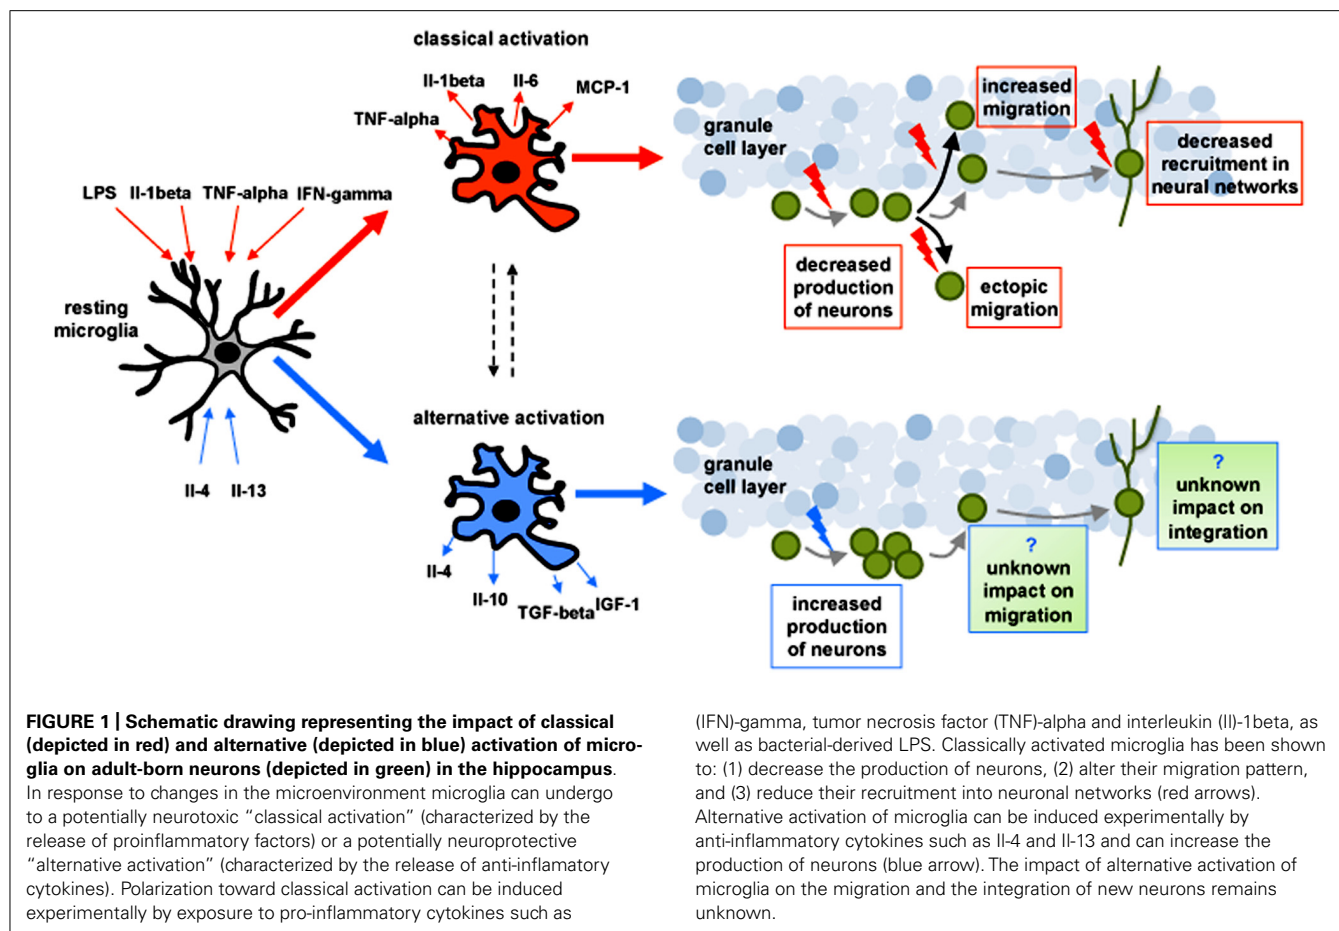 classical activation
Il-1beta
Il-6
MCP-1
TNF-alpha
LPS
Il-1beta
TNF-alpha
IFN-gamma
resting
microglia
Il-4
Il-13
granule
cell layer
increased
migration
decreased
recruitment in
neural networks
decreased
production
of neurons
ectopic
migration
alternative activation
Il-4
Il-10
TGF-beta
IGF-1
granule
cell layer
increased
production
of neurons
?
unknown
impact on
migration
?
unknown
impact on
integration
FIGURE 1 | Schematic drawing representing the impact of classical
(depicted in red) and alternative (depicted in blue) activation of micro-
glia on adult-born neurons (depicted in green) in the hippocampus.
In response to changes in the microenvironment microglia can undergo
to a potentially neurotoxic “classical activation” (characterized by the
release of proinflammatory factors) or a potentially neuroprotective
“alternative activation” (characterized by the release of anti-inflamatory
cytokines). Polarization toward classical activation can be induced
experimentally by exposure to pro-inflammatory cytokines such as
(IFN)-gamma, tumor necrosis factor (TNF)-alpha and interleukin (Il)-1beta, as
well as bacterial-derived LPS. Classically activated microglia has been shown
to: (1) decrease the production of neurons, (2) alter their migration pattern,
and (3) reduce their recruitment into neuronal networks (red arrows).
Alternative activation of microglia can be induced experimentally by
anti-inflammatory cytokines such as Il-4 and Il-13 and can increase the
production of neurons (blue arrow). The impact of alternative activation of
microglia on the migration and the integration of new neurons remains
unknown.